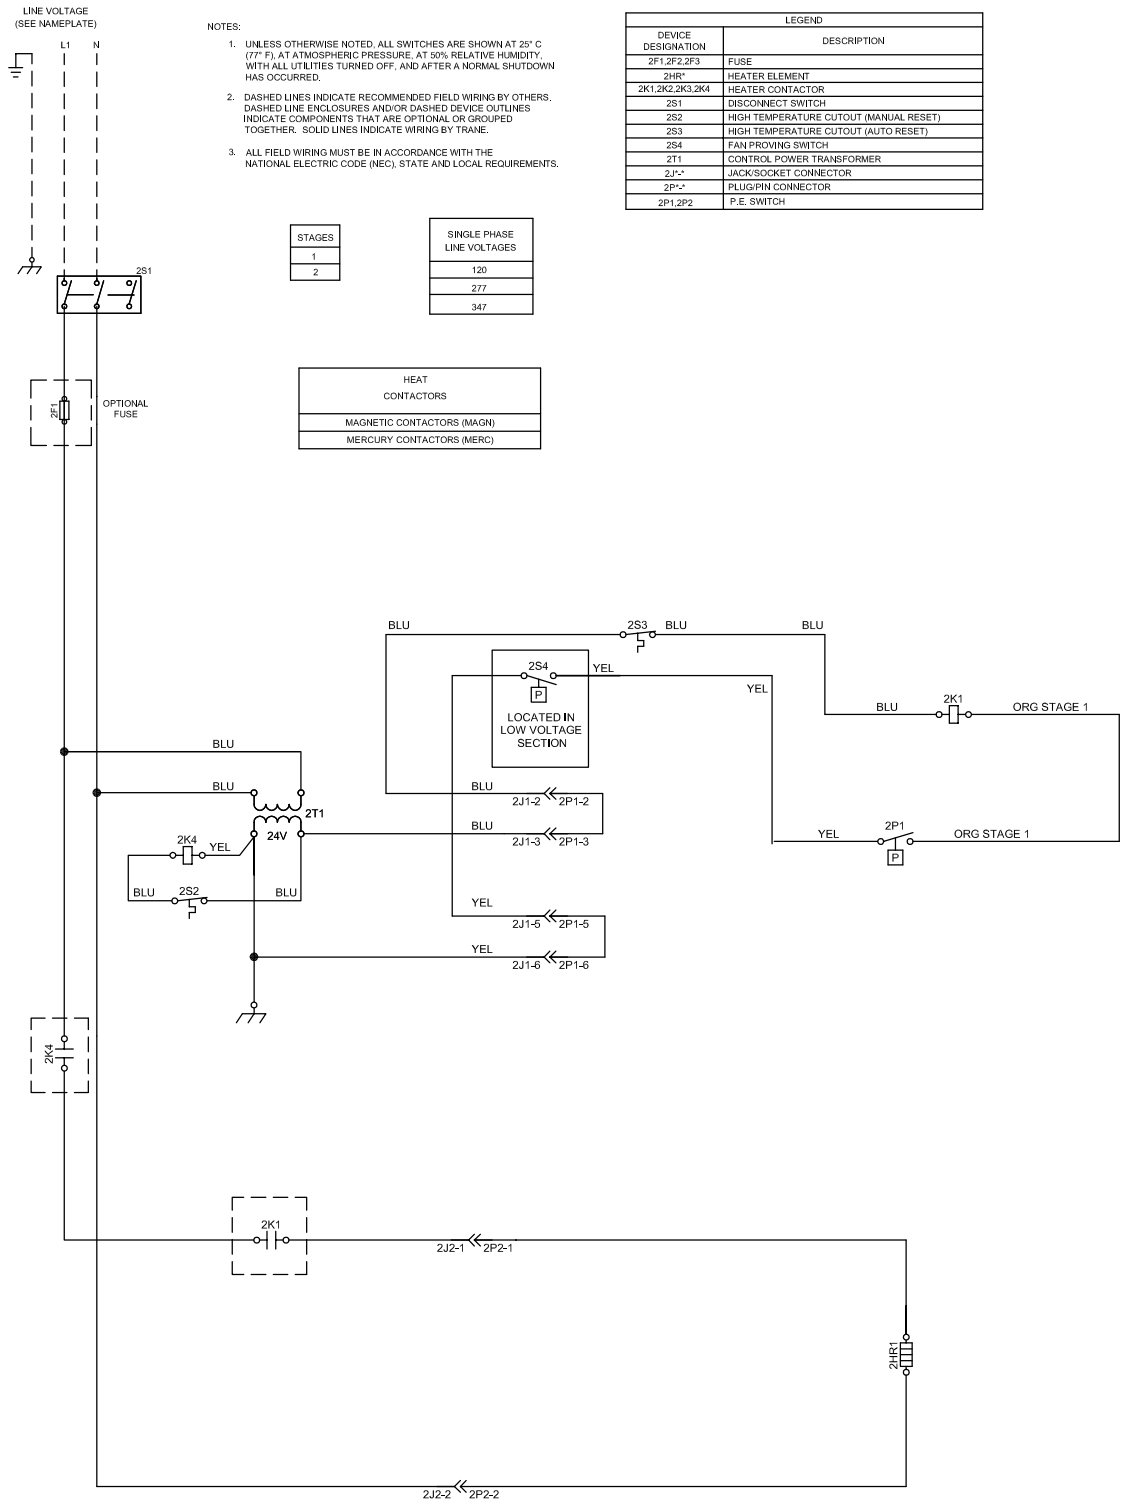 LINE VOLTAGE
(SEE NAMEPLATE)
L1 N
NOTES:
1. UNLESS OTHERWISE NOTED, ALL SWITCHES ARE SHOWN AT 25° C
(77° F), AT ATMOSPHERIC PRESSURE, AT 50% RELATIVE HUMIDITY,
WITH ALL UTILITIES TURNED OFF, AND AFTER A NORMAL SHUTDOWN
HAS OCCURRED.
2. DASHED LINES INDICATE RECOMMENDED FIELD WIRING BY OTHERS.
DASHED LINE ENCLOSURES AND/OR DASHED DEVICE OUTLINES
INDICATE COMPONENTS THAT ARE OPTIONAL OR GROUPED
TOGETHER. SOLID LINES INDICATE WIRING BY TRANE.
3. ALL FIELD WIRING MUST BE IN ACCORDANCE WITH THE
NATIONAL ELECTRIC CODE (NEC), STATE AND LOCAL REQUIREMENTS.
LEGEND
DEVICE
DESIGNATION
DESCRIPTION
2F1,2F2,2F3 FUSE
2HR* HEATER ELEMENT
2K1,2K2,2K3,2K4 HEATER CONTACTOR
2S1 DISCONNECT SWITCH
2S2 HIGH TEMPERATURE CUTOUT (MANUAL RESET)
2S3 HIGH TEMPERATURE CUTOUT (AUTO RESET)
2S4 FAN PROVING SWITCH
2T1 CONTROL POWER TRANSFORMER
2J*-* JACK/SOCKET CONNECTOR
2P*-* PLUG/PIN CONNECTOR
2P1,2P2 P.E. SWITCH
STAGES
1
2
SINGLE PHASE
LINE VOLTAGES
120
277
347
2S1
HEAT
CONTACTORS
MAGNETIC CONTACTORS (MAGN)
MERCURY CONTACTORS (MERC)
2F1
OPTIONAL
FUSE
BLU 2S3 BLU BLU
2S4 YEL
P
YEL
LOCATED IN
LOW VOLTAGE
SECTION
BLU 2K1 ORG STAGE 1
BLU
BLU
BLU
2J1-2 2P1-2
2T1
24V
BLU
2J1-3 2P1-3
YEL 2P1 ORG STAGE 1
P
2K4 YEL
BLU 2S2 BLU
YEL
2J1-5 2P1-5
YEL
2J1-6 2P1-6
2K4
2K1
2J2-1 2P2-1
2HR1
2J2-2 2P2-2